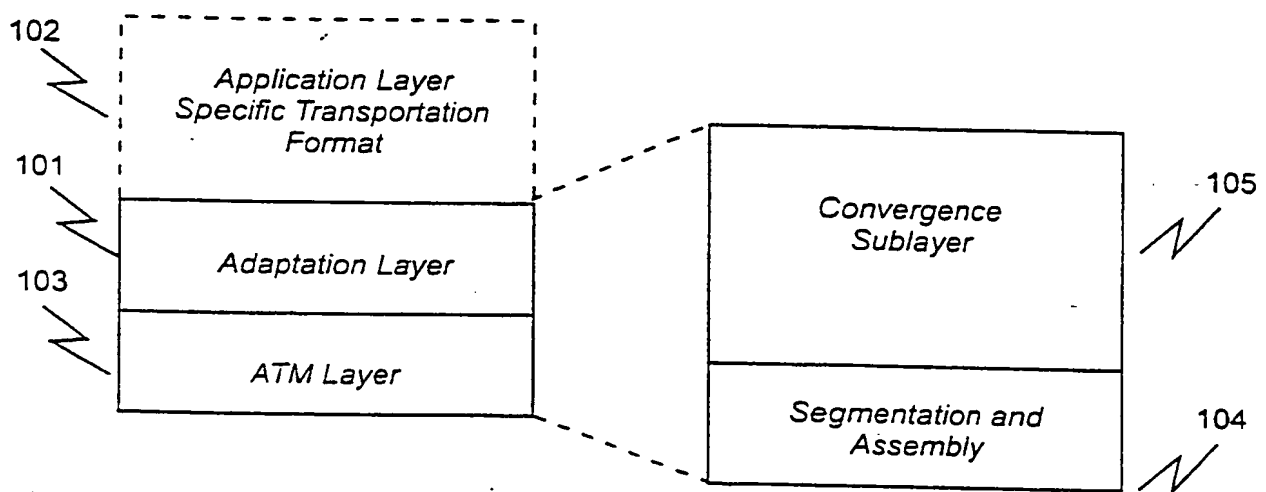 102
Application Layer
Specific Transportation
Format
101
Adaptation Layer
103
ATM Layer
Convergence
Sublayer
105
Segmentation and
Assembly
104